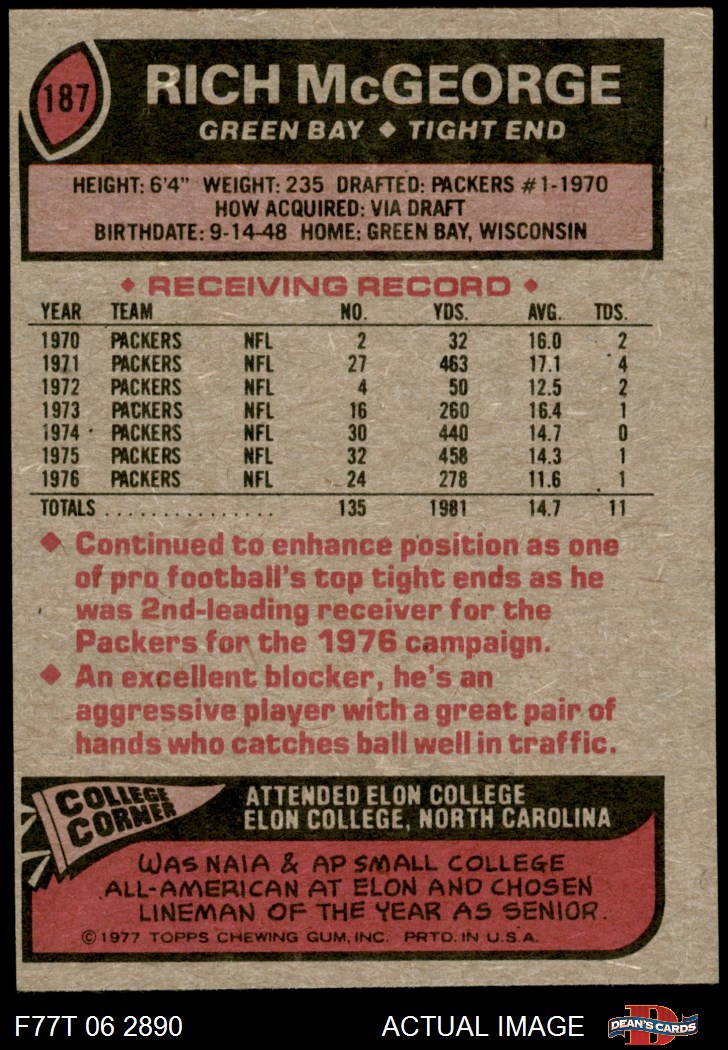 187
RICH McGEORGE
GREEN BAY ◆ TIGHT END
HEIGHT: 6'4" WEIGHT: 235 DRAFTED: PACKERS #1-1970
HOW ACQUIRED: VIA DRAFT
BIRTHDATE: 9-14-48 HOME: GREEN BAY, WISCONSIN
◆ RECEIVING RECORD ◆
YEAR TEAM NO. YDS. AVG. TDS.
1970 PACKERS NFL 2 32 16.0 2
1971 PACKERS NFL 27 463 17.1 4
1972 PACKERS NFL 4 50 12.5 2
1973 PACKERS NFL 16 260 16.4 1
1974 PACKERS NFL 30 440 14.7 0
1975 PACKERS NFL 32 458 14.3 1
1976 PACKERS NFL 24 278 11.6 1
TOTALS . . . . . . . . . . . . . . . 135 1981 14.7 11
◆ Continued to enhance position as one
of pro football's top tight ends as he
was 2nd-leading receiver for the
Packers for the 1976 campaign.
◆ An excellent blocker, he's an
aggressive player with a great pair of
hands who catches ball well in traffic.
COLLEGE
CORNER
ATTENDED ELON COLLEGE
ELON COLLEGE, NORTH CAROLINA
WAS NAIA & AP SMALL COLLEGE
ALL-AMERICAN AT ELON AND CHOSEN
LINEMAN OF THE YEAR AS SENIOR.
© 1977 TOPPS CHEWING GUM, INC. PRTD. IN U.S.A.
F77T 06 2890 ACTUAL IMAGE
D
DEAN'S CARDS